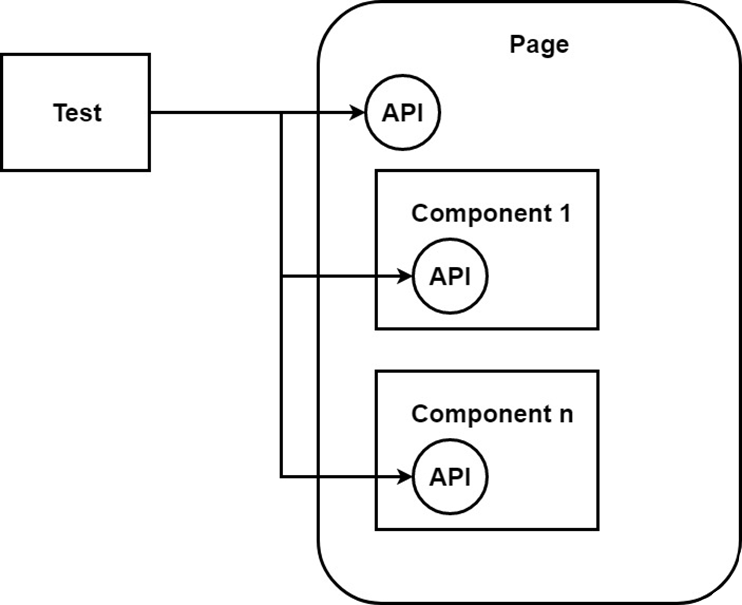 Page
Test
API
Component 1
API
Component n
API